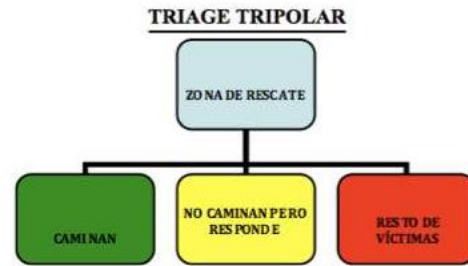 TRIAGE TRIPOLAR
ZONA DE RESCATE
CAMINAN
NO CAMINAN PERO
RESPONDE
RESTO DE
VÍCTIMAS